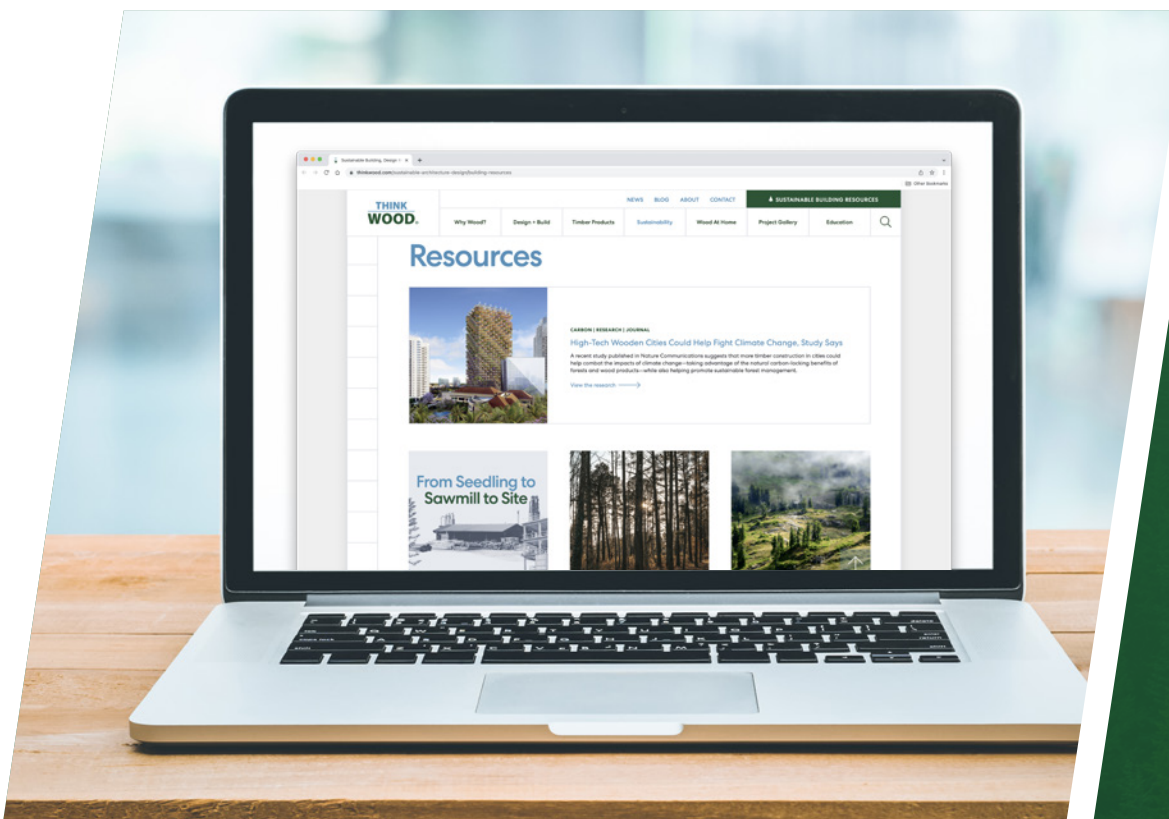 Sustainable Building, Design +
thinkwood.com/sustainable-architecture-design/building-resources
Other Bookmarks
NEWS BLOG ABOUT CONTACT SUSTAINABLE BUILDING RESOURCES
THINK
WOOD
Why Wood? Design + Build Timber Products Sustainability Wood At Home Project Gallery Education
Resources
CARBON | RESEARCH | JOURNAL
High-Tech Wooden Cities Could Help Fight Climate Change, Study Says
A recent study published in Nature Communications suggests that more timber construction in cities could
help combat the impacts of climate change—taking advantage of the natural carbon-locking benefits of
forests and wood products—while also helping promote sustainable forest management.
View the research
From Seedling to
Sawmill to Site